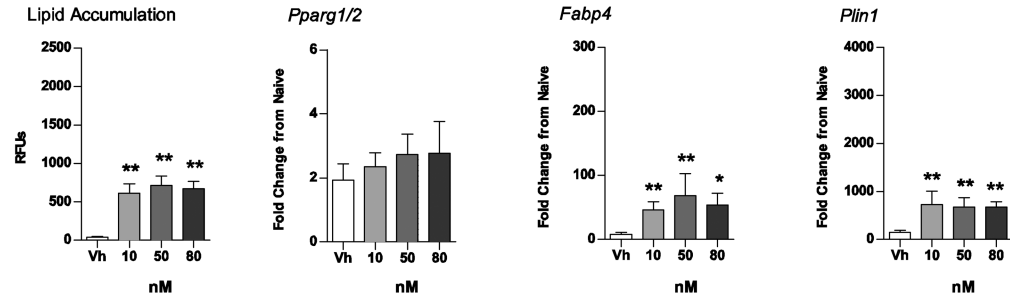 Lipid Accumulation
2500
2000
1500
1000
500
0
RFUs
**
**
**
Vh 10 50 80
nM
Pparg1/2
6
4
2
0
Fold Change from Naive
Vh 10 50 80
nM
Fabp4
300
200
100
0
Fold Change from Naive
**
**
*
Vh 10 50 80
nM
Plin1
4000
3000
2000
1000
0
Fold Change from Naive
**
**
**
Vh 10 50 80
nM